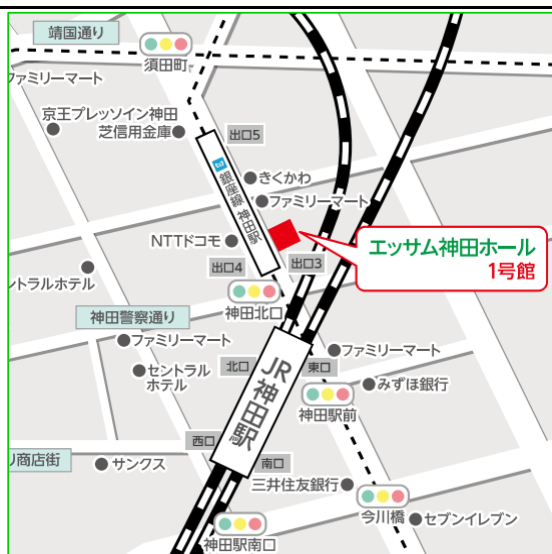 靖国通り
須田町
ファミリーマート
京王プレッソイン神田
芝信用金庫
出口5
きくかわ
ファミリーマート
銀座線 神田駅
NTTドコモ
エッサム神田ホール
1号館
出口4
出口3
ントラルホテル
神田北口
神田警察通り
ファミリーマート
ファミリーマート
北口
東口
JR神田駅
セントラル
ホテル
みずほ銀行
神田駅前
西口
リ商店街
サンクス
南口
三井住友銀行
今川橋
セブンイレブン
神田駅南口